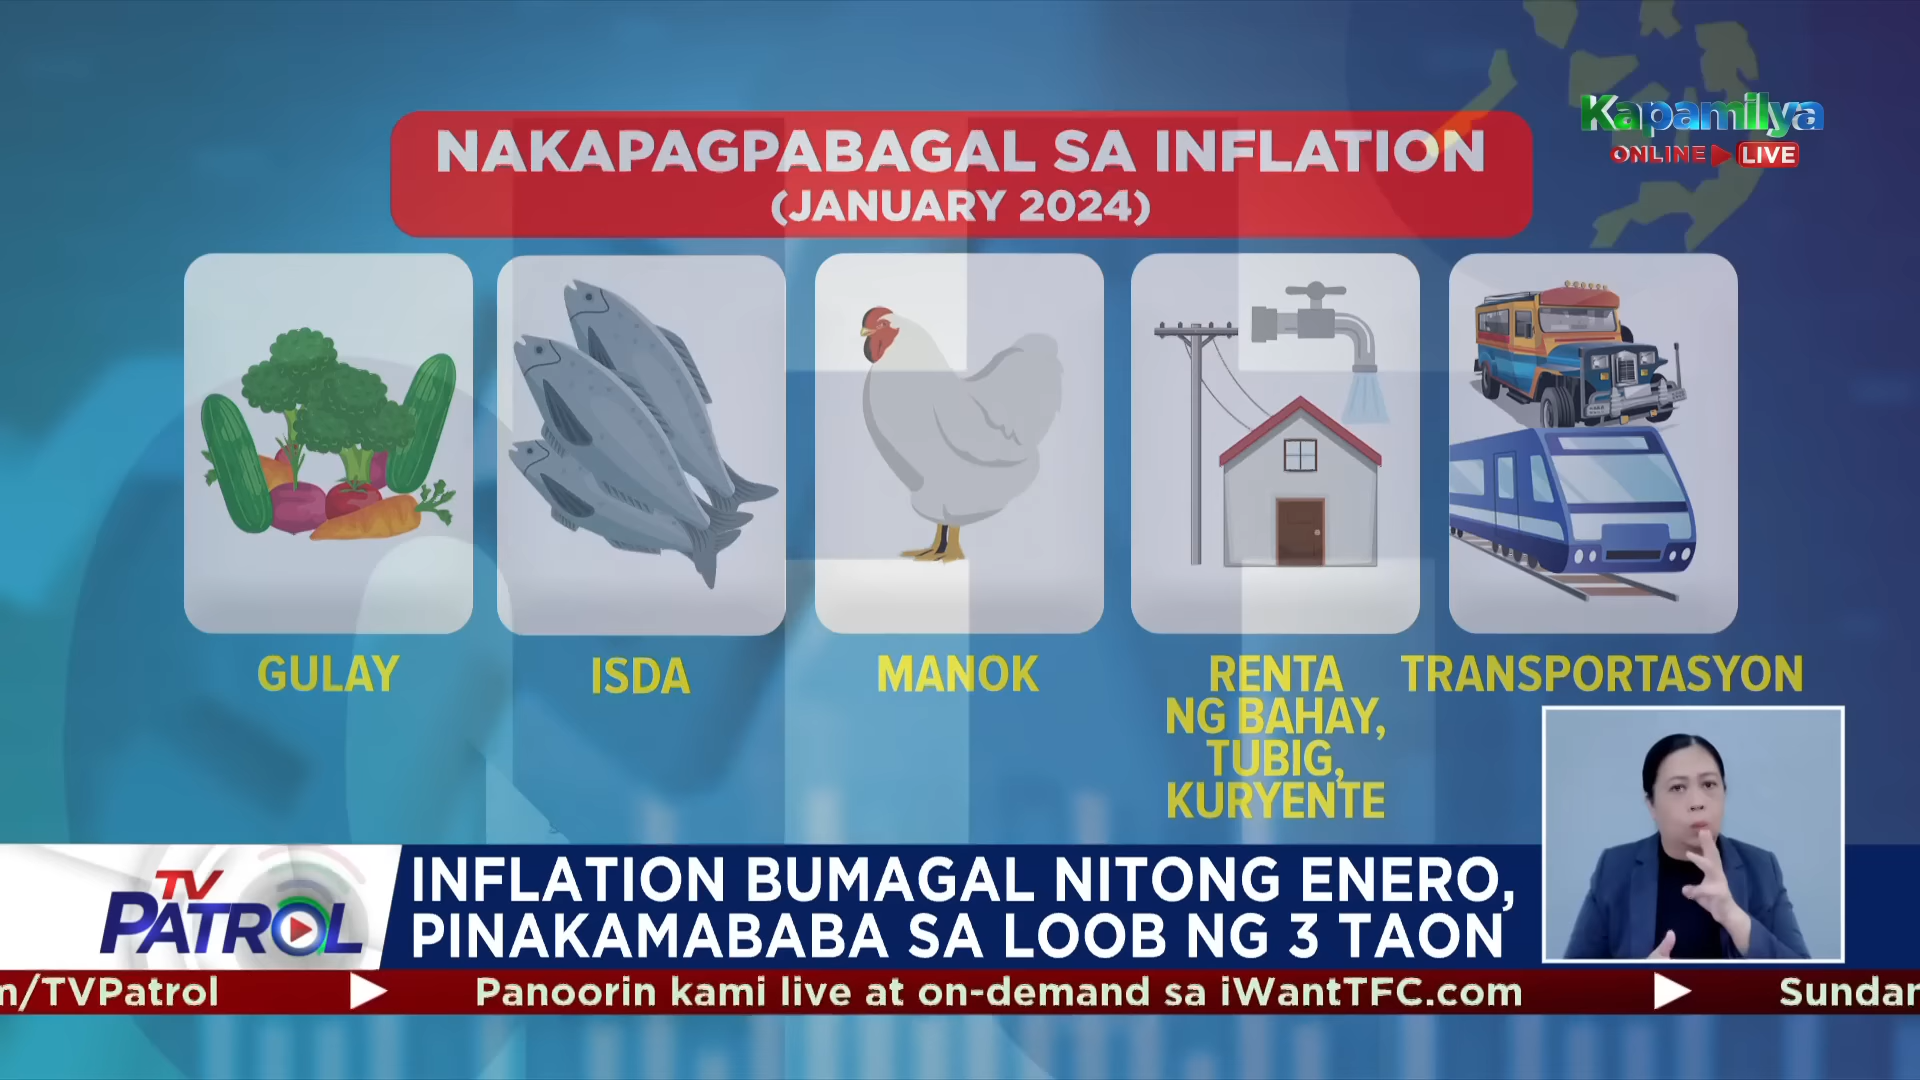 Kapamilya
ONLINE LIVE
NAKAPAGPABAGAL SA INFLATION
(JANUARY 2024)
GULAY
ISDA
MANOK
RENTA
NG BAHAY,
TUBIG,
KURYENTE
TRANSPORTASYON
TV
PATROL
INFLATION BUMAGAL NITONG ENERO,
PINAKAMABABA SA LOOB NG 3 TAON
m/TVPatrol Panoorin kami live at on-demand sa iWantTFC.com Sundar